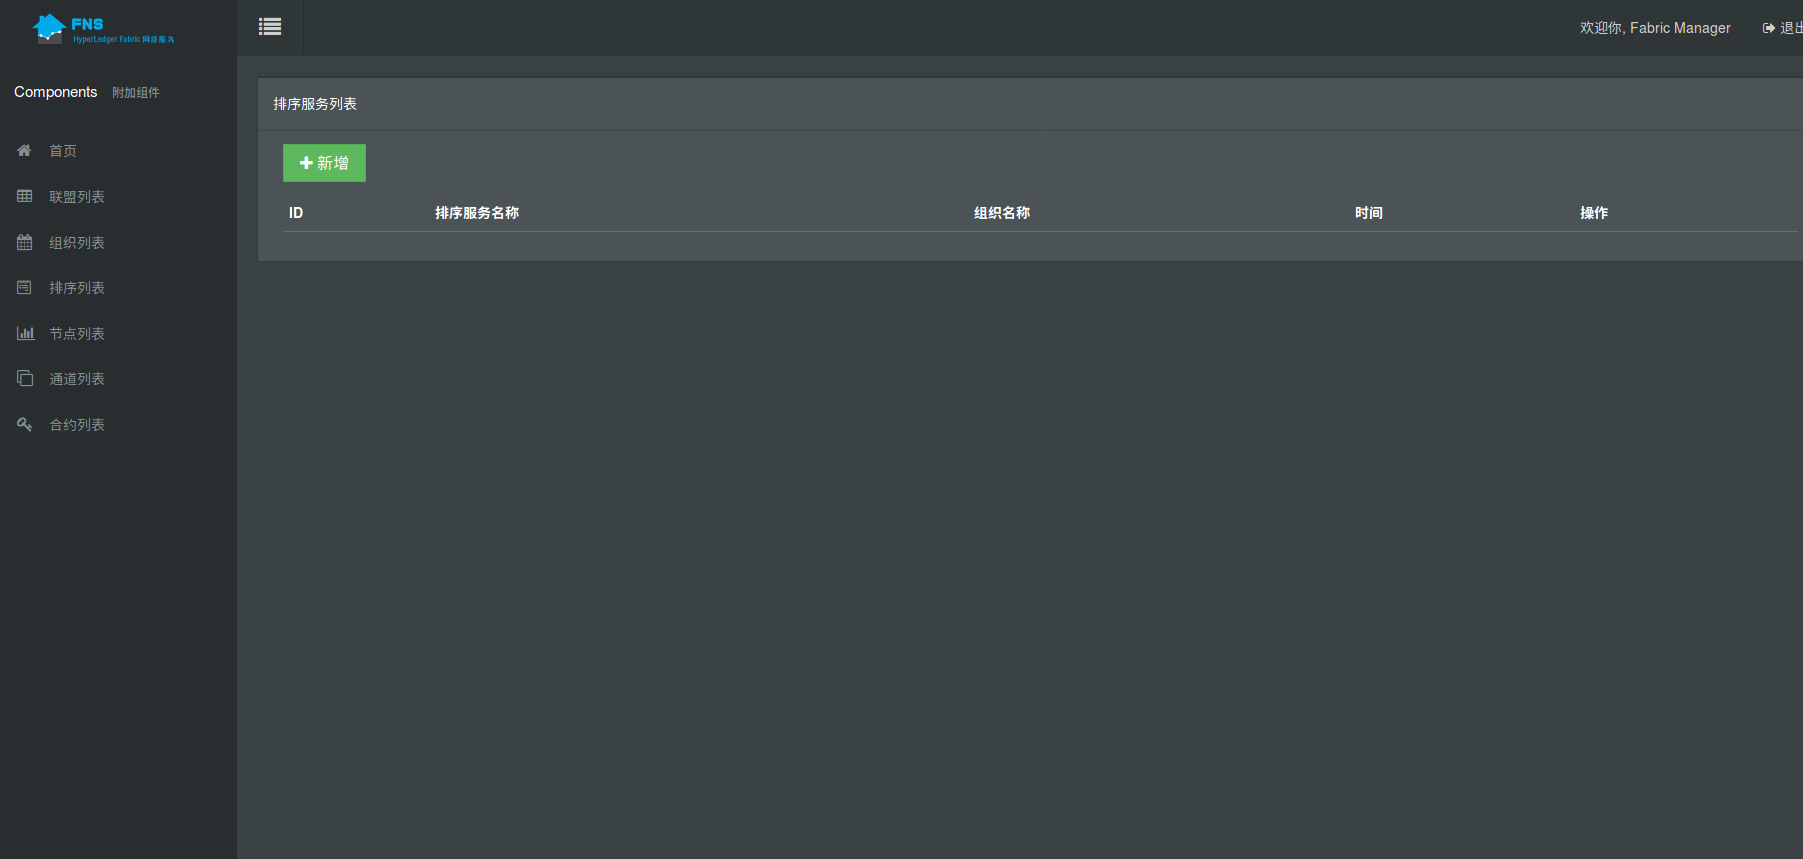 FNS
HyperLedger Fabric 网络服务
欢迎你, Fabric Manager
退出
Components 附加组件
首页
联盟列表
组织列表
排序列表
节点列表
通道列表
合约列表
排序服务列表
新增
ID 排序服务名称 组织名称 时间 操作